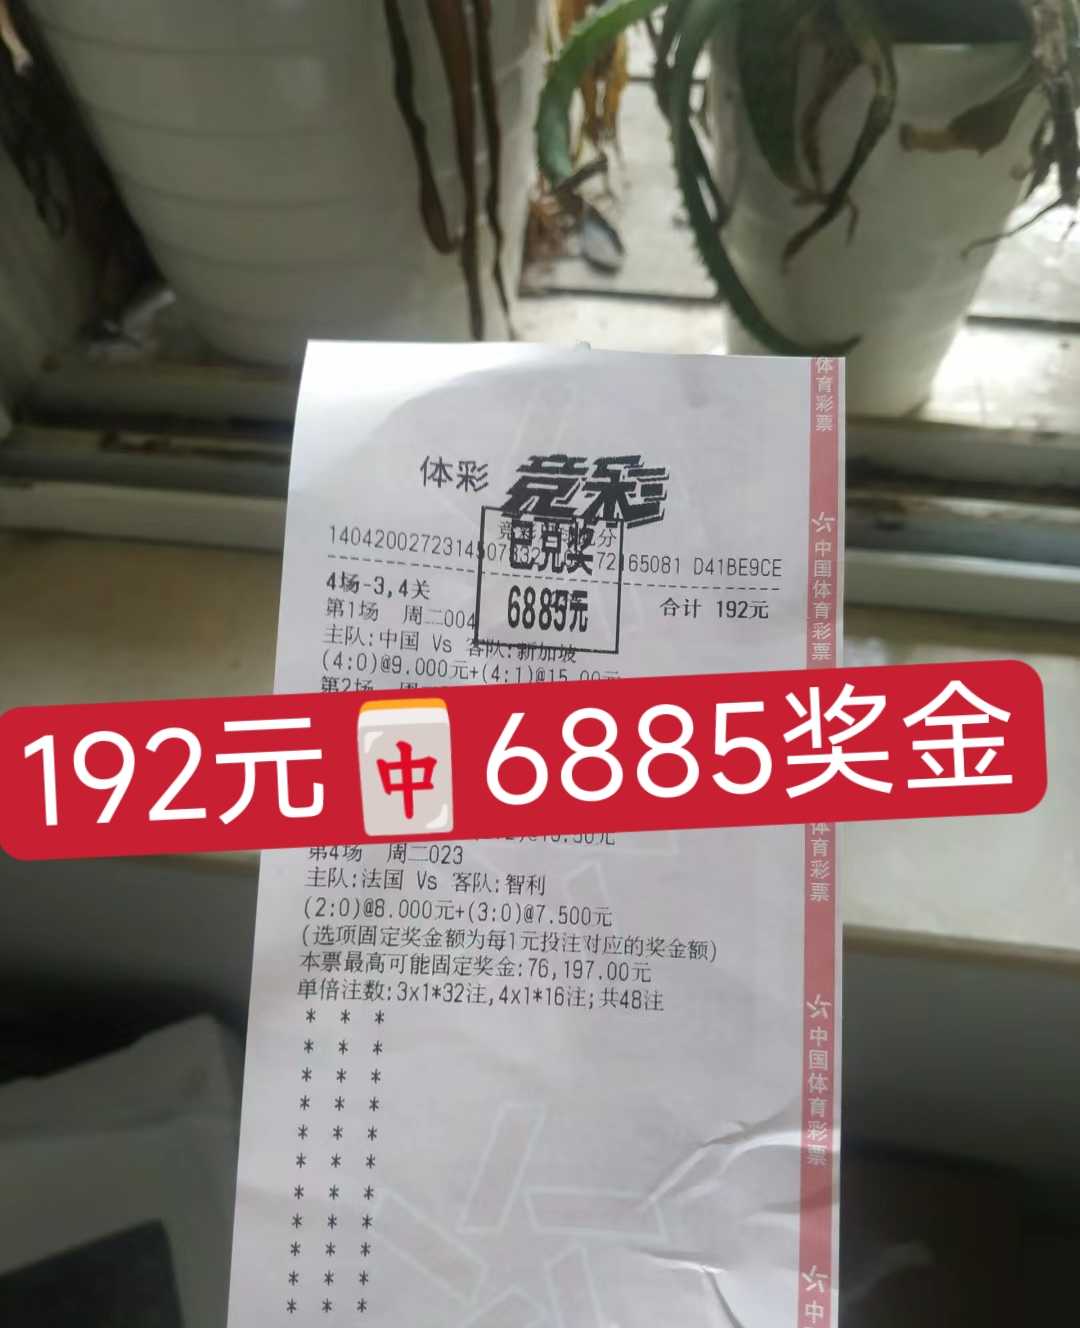 体彩 竞彩
已兑奖
6885元
D41BE9CE
4场-3,4关
合计 192元
第1场 周二004
主队:中国 Vs 客队:新加坡
(4:0)@9.000元+(4:1)@15.00元
第2场
192元🀄6885奖金
第4场 周二023
主队:法国 Vs 客队:智利
(2:0)@8.000元+(3:0)@7.500元
(选项固定奖金额为每1元投注对应的奖金额)
本票最高可能固定奖金:76,197.00元
单倍注数:3x1*32注,4x1*16注;共48注
* * *
* * *
* * *
* * *
* * *
* * *
* * *
* * *
* * *
* * *
* * *
体育彩票
中国体育彩票
体育彩票
中国体育彩票
中